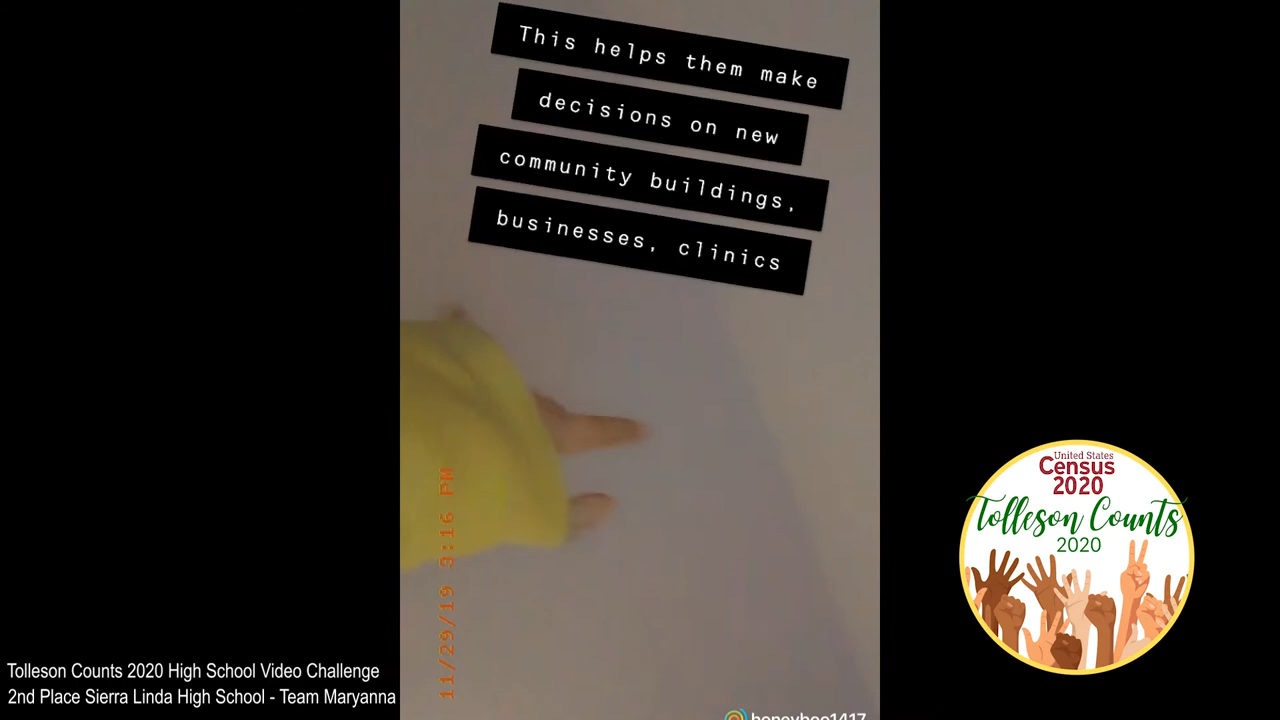 This helps them make
decisions on new
community buildings,
businesses, clinics
11/29/19 3:16 PM
United States
Census
2020
Tolleson Counts
2020
Tolleson Counts 2020 High School Video Challenge
2nd Place Sierra Linda High School - Team Maryanna